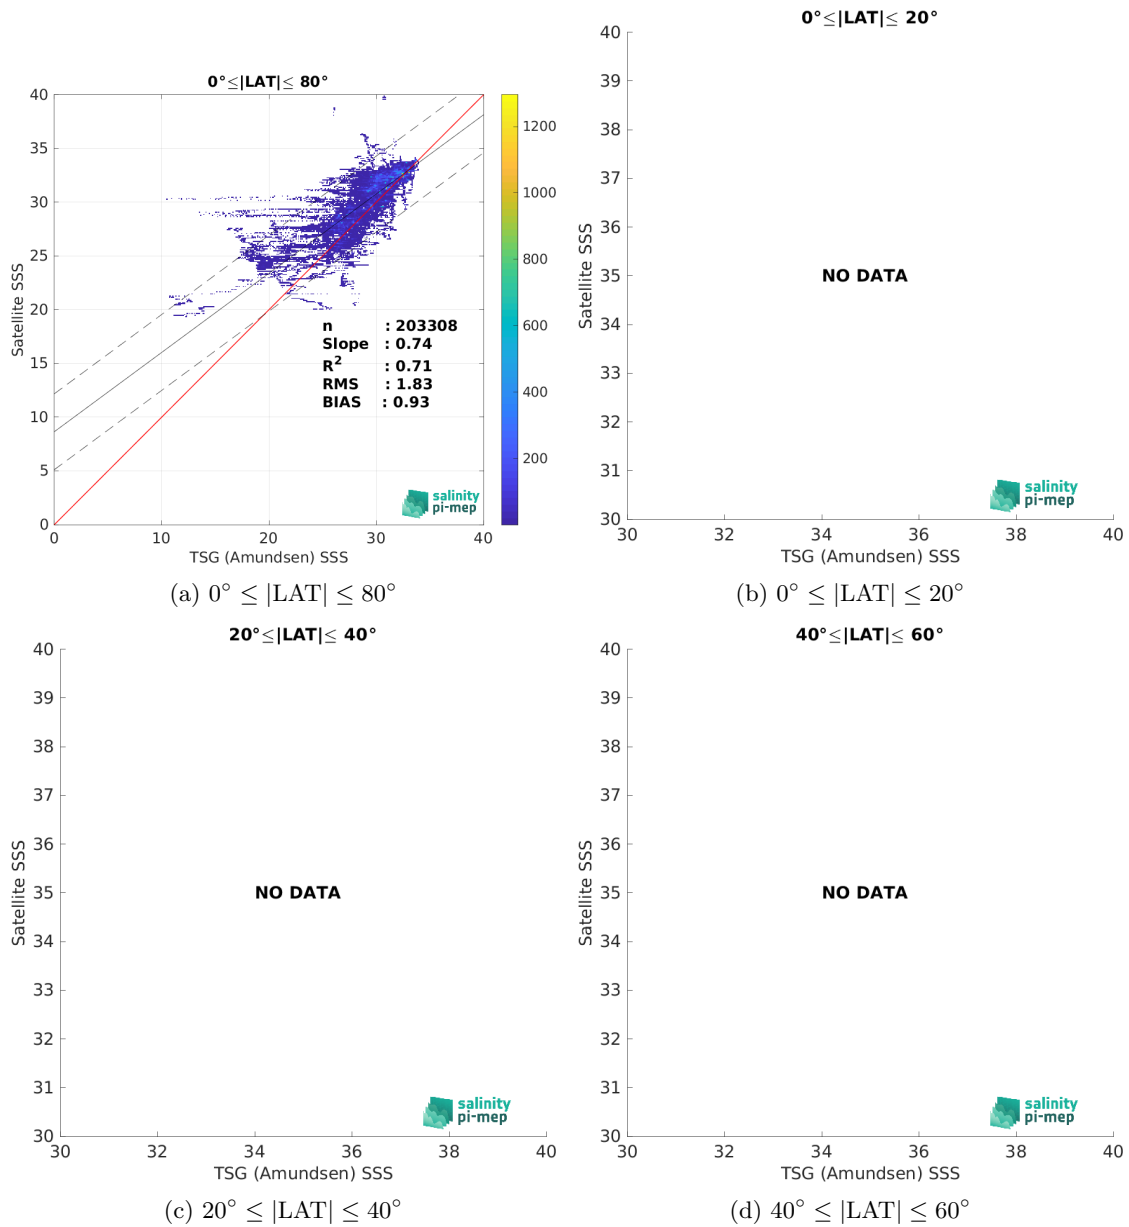 0°≤|LAT|≤ 80°
40
35
30
25
20
15
10
5
0
0
10
20
30
40
Satellite SSS
TSG (Amundsen) SSS
n : 203308
Slope : 0.74
R² : 0.71
RMS : 1.83
BIAS : 0.93
salinity
pi-mep
1200
1000
800
600
400
200
(a) 0° ≤ |LAT| ≤ 80°
0°≤|LAT|≤ 20°
40
39
38
37
36
35
34
33
32
31
30
30
32
34
36
38
40
Satellite SSS
NO DATA
salinity
pi-mep
TSG (Amundsen) SSS
(b) 0° ≤ |LAT| ≤ 20°
20°≤|LAT|≤ 40°
40
39
38
37
36
35
34
33
32
31
30
30
32
34
36
38
40
Satellite SSS
NO DATA
salinity
pi-mep
TSG (Amundsen) SSS
(c) 20° ≤ |LAT| ≤ 40°
40°≤|LAT|≤ 60°
40
39
38
37
36
35
34
33
32
31
30
30
32
34
36
38
40
Satellite SSS
NO DATA
salinity
pi-mep
TSG (Amundsen) SSS
(d) 40° ≤ |LAT| ≤ 60°